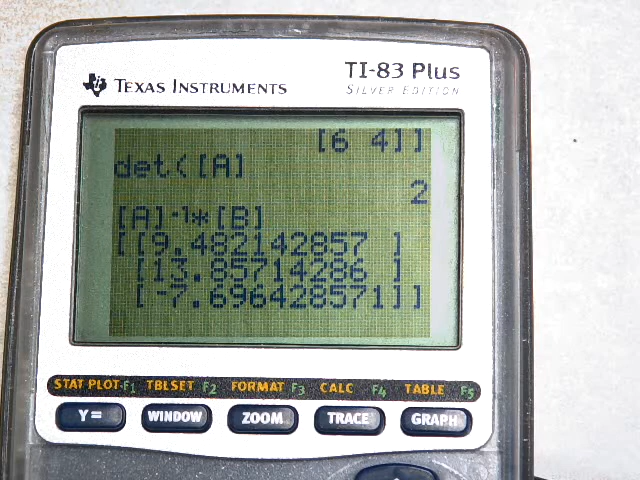 TI-83 Plus
TEXAS INSTRUMENTS
SILVER EDITION
[6 4]]
det([A]
2
[A]⁻¹*[B]
[[9.482142857 ]
[13.85714286 ]
[-7.696428571]]
STAT PLOT F1 TBLSET F2 FORMAT F3 CALC F4 TABLE F5
Y= WINDOW ZOOM TRACE GRAPH